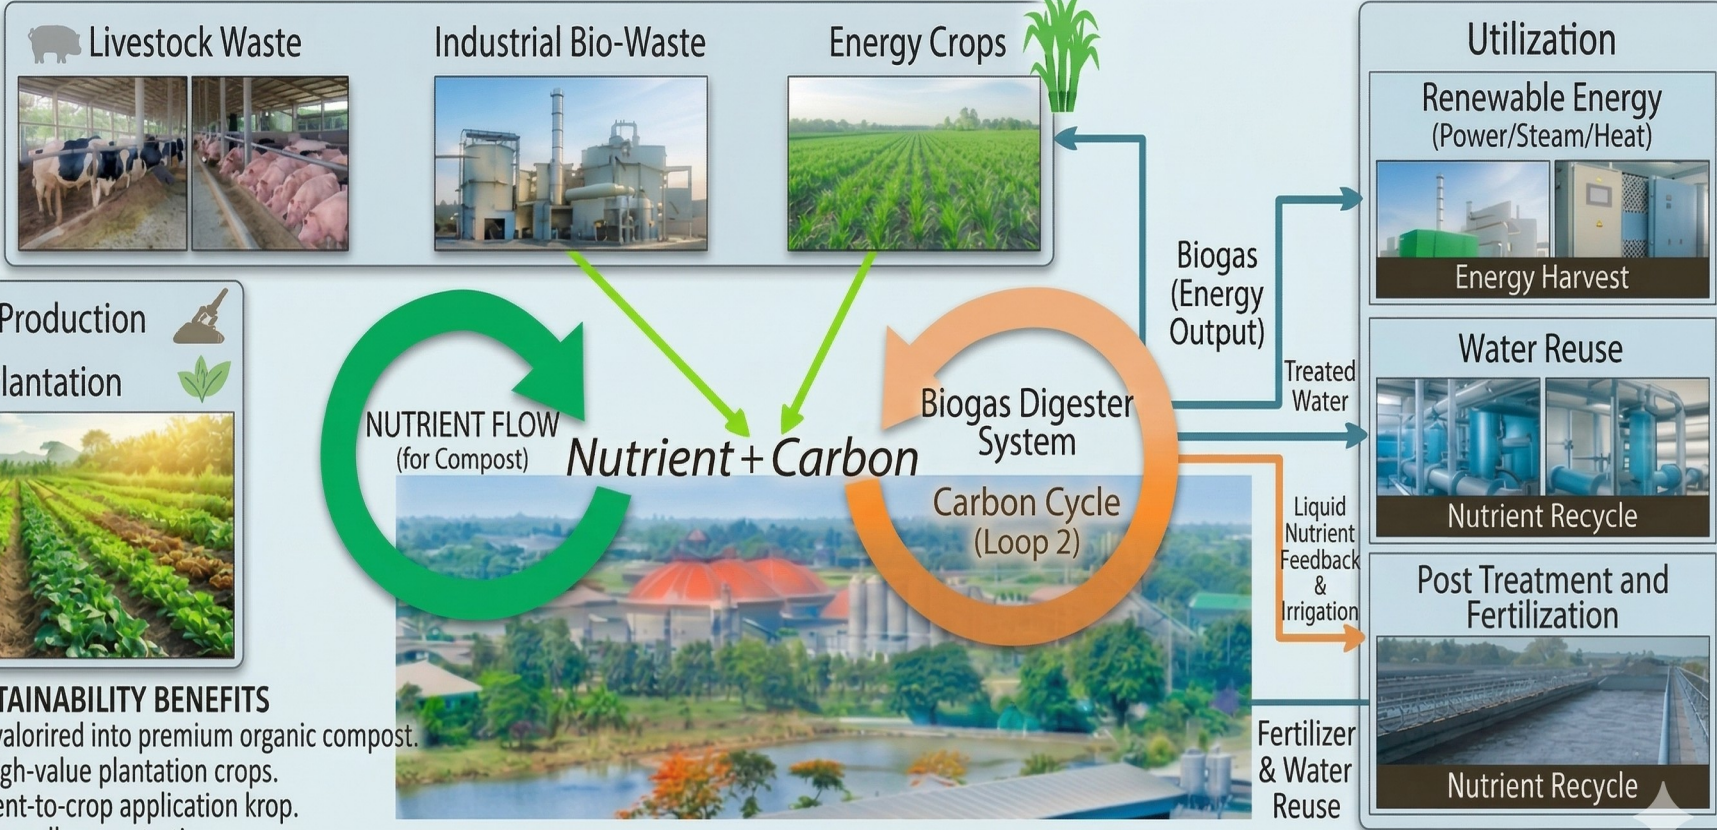 Livestock Waste
Industrial Bio-Waste
Energy Crops
Utilization
Renewable Energy
(Power/Steam/Heat)
Energy Harvest
Biogas
(Energy
Output)
Production
lantation
NUTRIENT FLOW
(for Compost)
Nutrient + Carbon
Biogas Digester
System
Carbon Cycle
(Loop 2)
Treated
Water
Water Reuse
Nutrient Recycle
Liquid
Nutrient
Feedback
&
Irrigation
Post Treatment and
Fertilization
Nutrient Recycle
Fertilizer
& Water
Reuse
TAINABILITY BENEFITS
valorired into premium organic compost.
gh-value plantation crops.
ent-to-crop application krop.